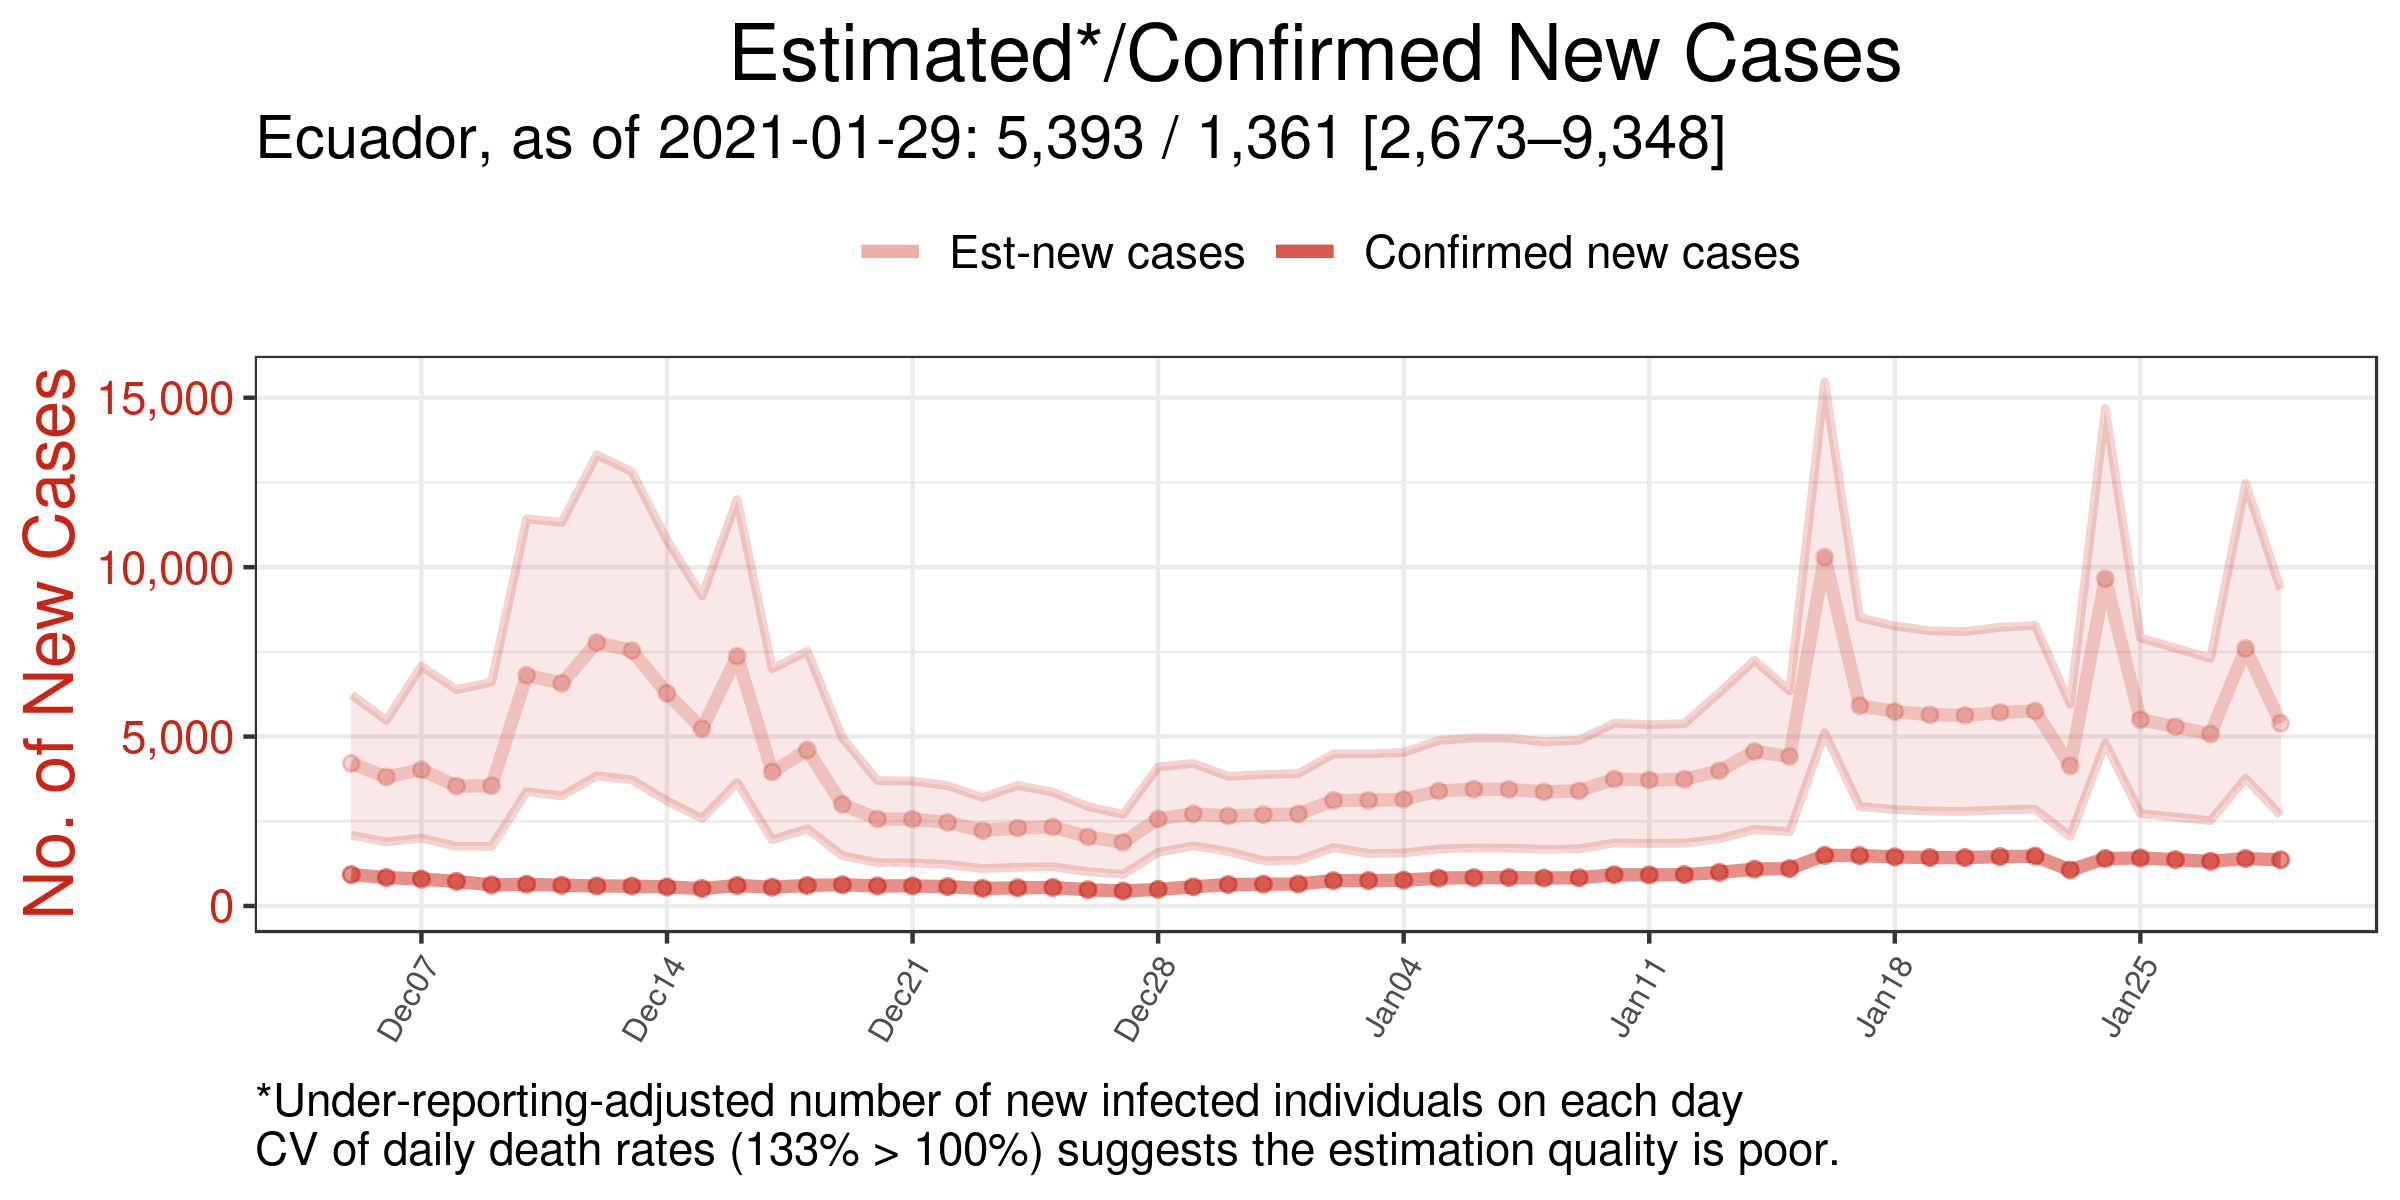 Estimated*/Confirmed New Cases
Ecuador, as of 2021-01-29: 5,393 / 1,361 [2,673–9,348]
Est-new cases Confirmed new cases
No. of New Cases
15,000
10,000
5,000
0
Dec07 Dec14 Dec21 Dec28 Jan04 Jan11 Jan18 Jan25
*Under-reporting-adjusted number of new infected individuals on each day
CV of daily death rates (133% > 100%) suggests the estimation quality is poor.